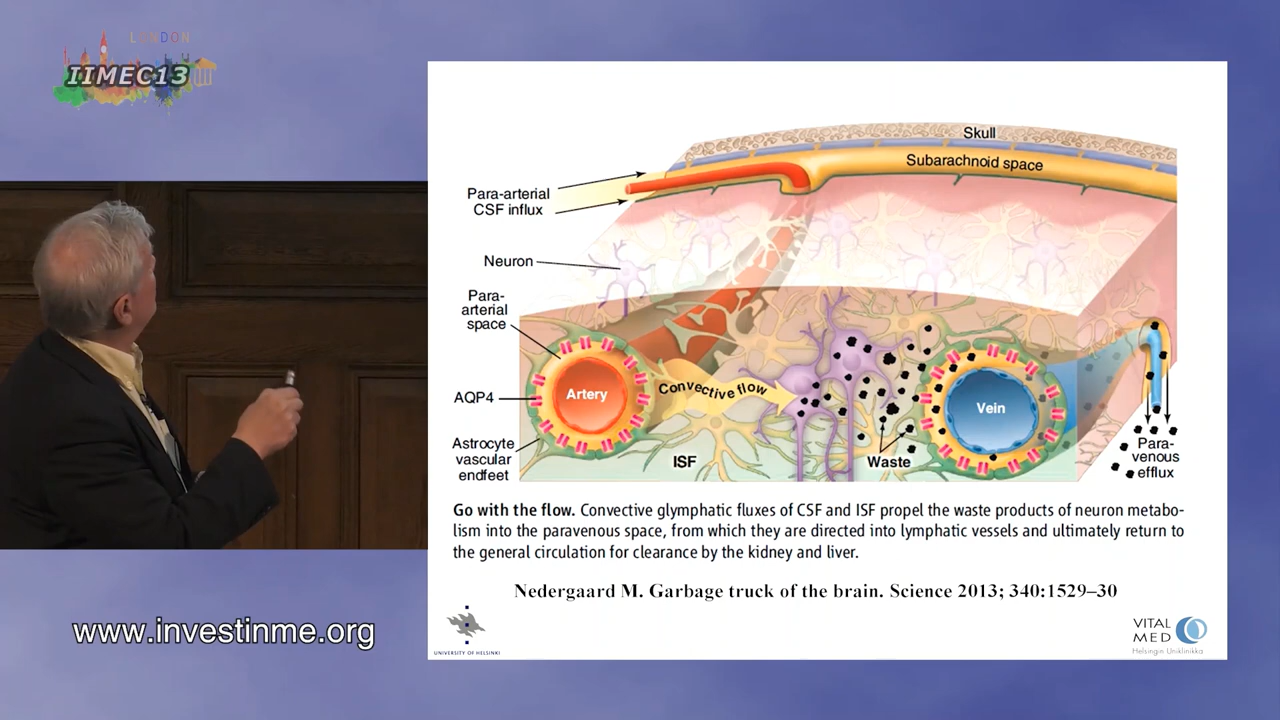 LONDON
IIMEC13
Skull
Subarachnoid space
Para-arterial
CSF influx
Neuron
Para-
arterial
space
AQP4
Artery
Convective flow
Vein
Astrocyte
vascular
endfeet
ISF
Waste
Para-
venous
efflux
Go with the flow. Convective glymphatic fluxes of CSF and ISF propel the waste products of neuron metabo-
lism into the paravenous space, from which they are directed into lymphatic vessels and ultimately return to
the general circulation for clearance by the kidney and liver.
Nedergaard M. Garbage truck of the brain. Science 2013; 340:1529–30
www.investinme.org
UNIVERSITY OF HELSINKI
VITAL
MED
Helsingin Uniklinikka